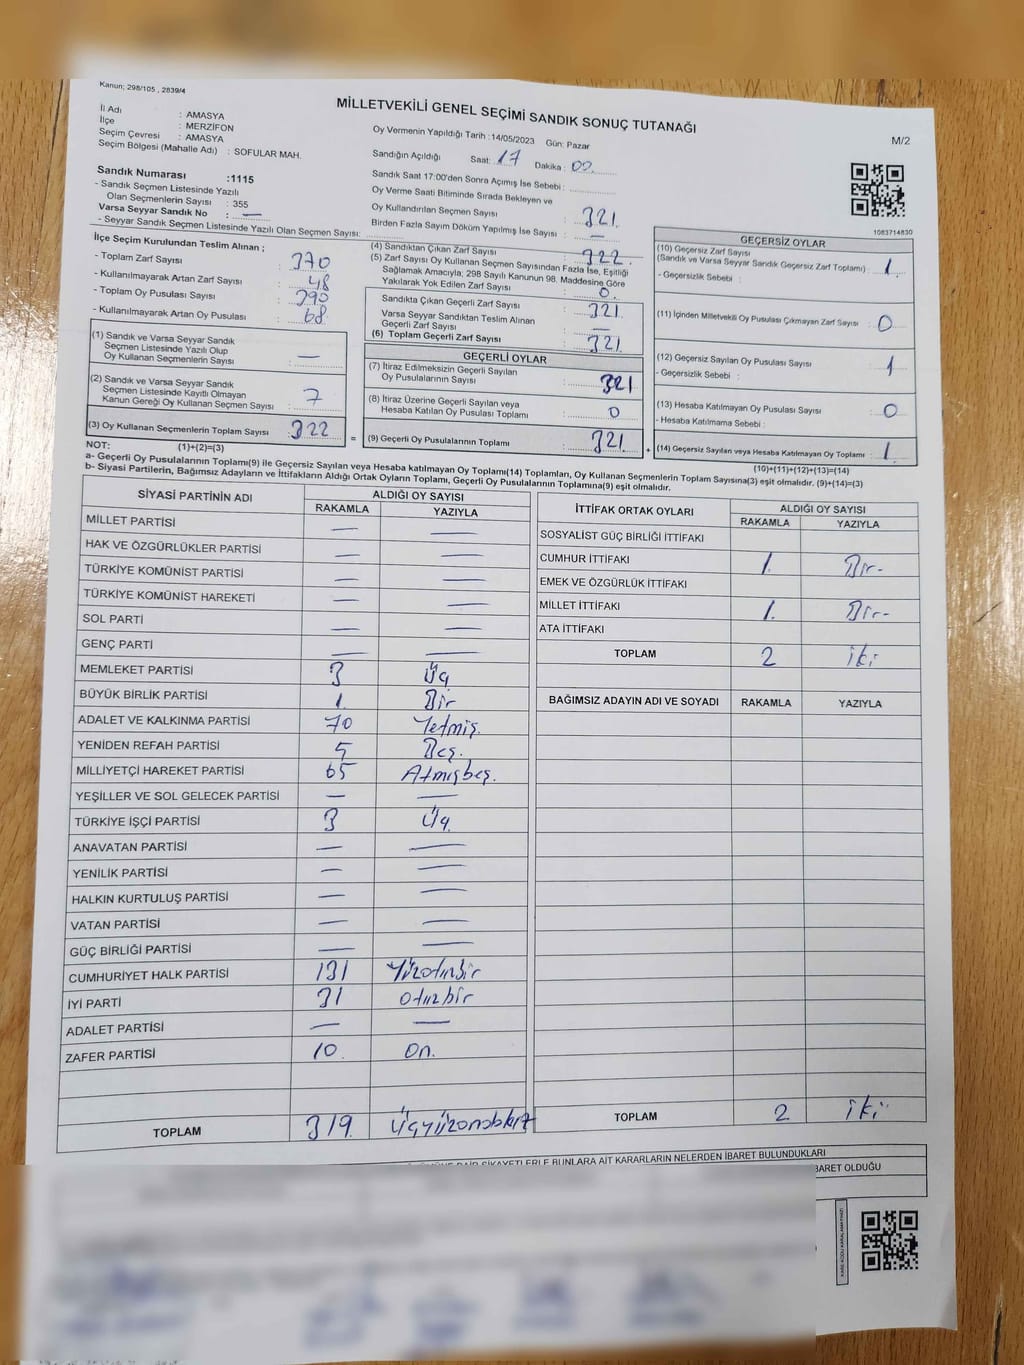 Kanun; 298/105 , 2839/4
MİLLETVEKİLİ GENEL SEÇİMİ SANDIK SONUÇ TUTANAĞI
M/2
İl Adı : AMASYA
İlçe : MERZİFON
Seçim Çevresi : AMASYA
Seçim Bölgesi (Mahalle Adı) : SOFULAR MAH.
Sandık Numarası :1115
- Sandık Seçmen Listesinde Yazılı
Olan Seçmenlerin Sayısı : 355
Varsa Seyyar Sandık No : —
- Seyyar Sandık Seçmen Listesinde Yazılı Olan Seçmen Sayısı:
Oy Vermenin Yapıldığı Tarih :14/05/2023 Gün: Pazar
Sandığın Açıldığı Saat: 17 Dakika : 00
Sandık Saat 17:00'den Sonra Açımış İse Sebebi :
Oy Verme Saati Bitiminde Sırada Bekleyen ve
Oy Kullandırılan Seçmen Sayısı : 321
Birden Fazla Sayım Döküm Yapılmış İse Sayısı : —
1083714830
İlçe Seçim Kurulundan Teslim Alınan ;
- Toplam Zarf Sayısı : 370
- Kullanılmayarak Artan Zarf Sayısı : 48
- Toplam Oy Pusulası Sayısı : 390
- Kullanılmayarak Artan Oy Pusulası : 68
(1) Sandık ve Varsa Seyyar Sandık
Seçmen Listesinde Yazılı Olup
Oy Kullanan Seçmenlerin Sayısı : —
(2) Sandık ve Varsa Seyyar Sandık
Seçmen Listesinde Kayıtlı Olmayan
Kanun Gereği Oy Kullanan Seçmen Sayısı : 7
(3) Oy Kullanan Seçmenlerin Toplam Sayısı : 322
(4) Sandıktan Çıkan Zarf Sayısı : 322
(5) Zarf Sayısı Oy Kullanan Seçmen Sayısından Fazla İse, Eşitliği
Sağlamak Amacıyla; 298 Sayılı Kanunun 98. Maddesine Göre
Yakılarak Yok Edilen Zarf Sayısı : 0
Sandıkta Çıkan Geçerli Zarf Sayısı : 321
Varsa Seyyar Sandıktan Teslim Alınan
Geçerli Zarf Sayısı : —
(6) Toplam Geçerli Zarf Sayısı : 321
GEÇERLİ OYLAR
(7) İtiraz Edilmeksizin Geçerli Sayılan
Oy Pusulalarının Sayısı : 321
(8) İtiraz Üzerine Geçerli Sayılan veya
Hesaba Katılan Oy Pusulası Toplamı : 0
= (9) Geçerli Oy Pusulalarının Toplamı : 321
GEÇERSİZ OYLAR
(10) Geçersiz Zarf Sayısı
(Sandık ve Varsa Seyyar Sandık Geçersiz Zarf Toplamı) : 1
- Geçersizlik Sebebi :
(11) İçinden Milletvekili Oy Pusulası Çıkmayan Zarf Sayısı : 0
(12) Geçersiz Sayılan Oy Pusulası Sayısı : 1
- Geçersizlik Sebebi :
(13) Hesaba Katılmayan Oy Pusulası Sayısı : 0
- Hesaba Katılmama Sebebi :
+ (14) Geçersiz Sayılan veya Hesaba Katılmayan Oy Toplamı : 1
NOT: (1)+(2)=(3)
(10)+(11)+(12)+(13)=(14)
a- Geçerli Oy Pusulalarının Toplamı(9) ile Geçersiz Sayılan veya Hesaba katılmayan Oy Toplamı(14) Toplamları, Oy Kullanan Seçmenlerin Toplam Sayısına(3) eşit olmalıdır. (9)+(14)=(3)
b- Siyasi Partilerin, Bağımsız Adayların ve İttifakların Aldığı Ortak Oyların Toplamı, Geçerli Oy Pusulalarının Toplamına(9) eşit olmalıdır.
SİYASİ PARTİNİN ADI ALDIĞI OY SAYISI
RAKAMLA YAZIYLA
MİLLET PARTİSİ — —
HAK VE ÖZGÜRLÜKLER PARTİSİ — —
TÜRKİYE KOMÜNİST PARTİSİ — —
TÜRKİYE KOMÜNİST HAREKETİ — —
SOL PARTİ — —
GENÇ PARTİ — —
MEMLEKET PARTİSİ 3 Üç
BÜYÜK BİRLİK PARTİSİ 1 Bir
ADALET VE KALKINMA PARTİSİ 70 Yetmiş.
YENİDEN REFAH PARTİSİ 5 Beş.
MİLLİYETÇİ HAREKET PARTİSİ 65 Atmışbeş.
YEŞİLLER VE SOL GELECEK PARTİSİ — —
TÜRKİYE İŞÇİ PARTİSİ 3 Üç.
ANAVATAN PARTİSİ — —
YENİLİK PARTİSİ — —
HALKIN KURTULUŞ PARTİSİ — —
VATAN PARTİSİ — —
GÜÇ BİRLİĞİ PARTİSİ — —
CUMHURİYET HALK PARTİSİ 131 Yüzotuzbir
İYİ PARTİ 31 Otuzbir
ADALET PARTİSİ — —
ZAFER PARTİSİ 10. On.
TOPLAM 319. Üçyüzondokuz
İTTİFAK ORTAK OYLARI ALDIĞI OY SAYISI
RAKAMLA YAZIYLA
SOSYALİST GÜÇ BİRLİĞİ İTTİFAKI
CUMHUR İTTİFAKI 1. Bir-
EMEK VE ÖZGÜRLÜK İTTİFAKI
MİLLET İTTİFAKI 1. Bir-
ATA İTTİFAKI
TOPLAM 2 iki
BAĞIMSIZ ADAYIN ADI VE SOYADI RAKAMLA YAZIYLA
TOPLAM 2 iki
ŞİKAYETLERLE BUNLARA AİT KARARLARIN NELERDEN İBARET BULUNDUKLARI
BARET OLDUĞU